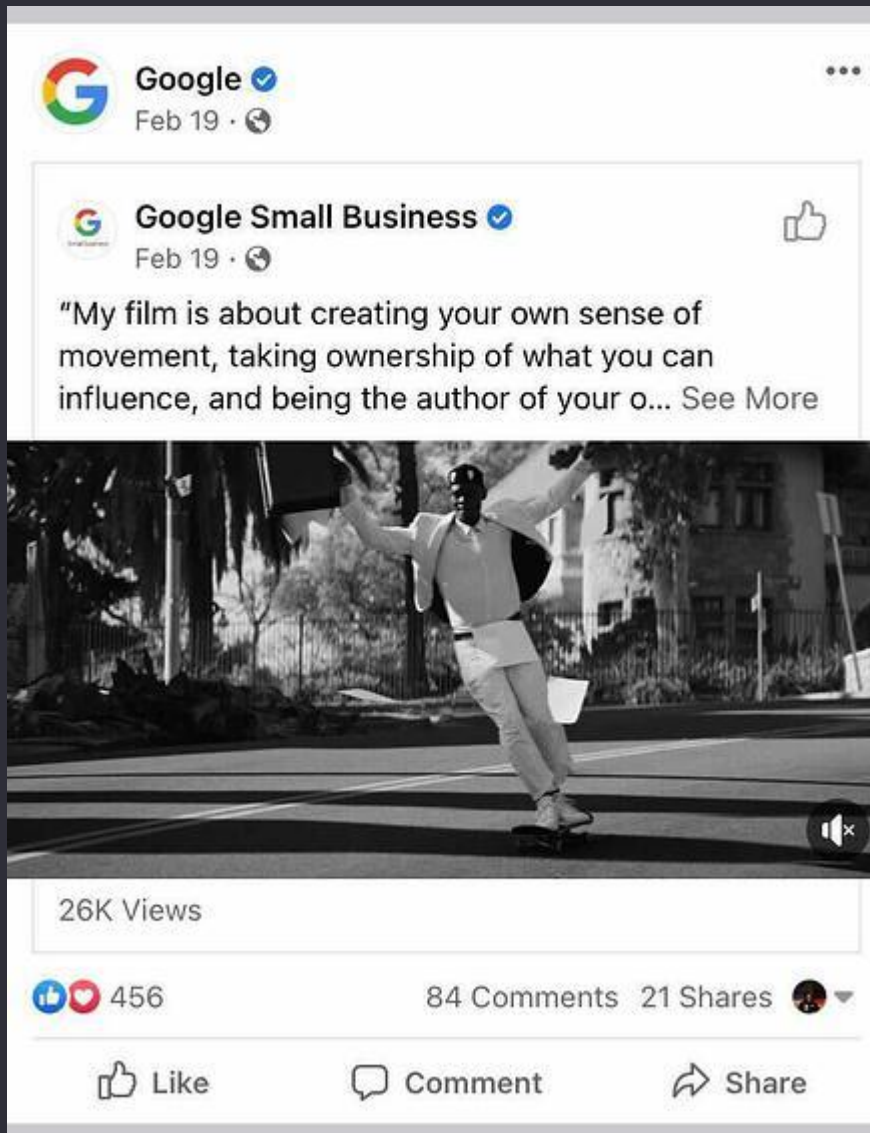 Google
Feb 19 ·
Google Small Business
Feb 19 ·
“My film is about creating your own sense of
movement, taking ownership of what you can
influence, and being the author of your o... See More
26K Views
456 84 Comments 21 Shares
Like Comment Share